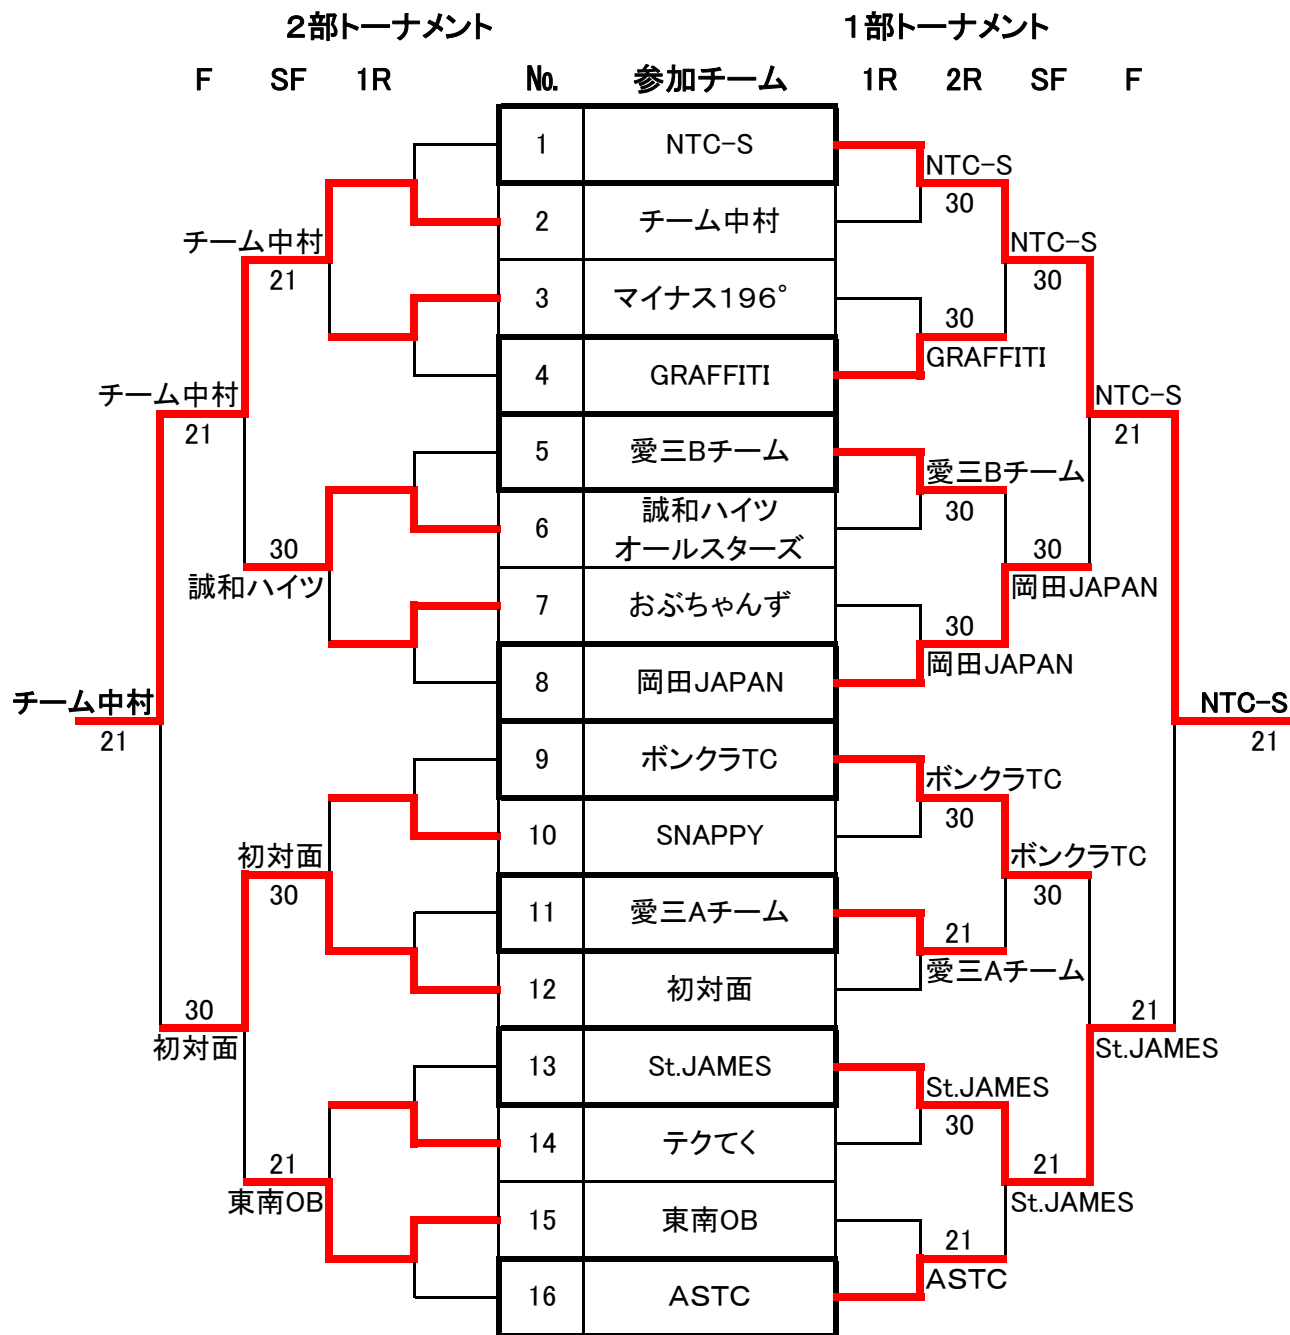 ２部トーナメント
１部トーナメント
F SF 1R No. 参加チーム 1R 2R SF F
1 NTC-S
NTC-S
30
2 チーム中村
チーム中村
21
NTC-S
30
3 マイナス196°
30
GRAFFITI
4 GRAFFITI
チーム中村
21
NTC-S
21
5 愛三Bチーム
愛三Bチーム
30
6 誠和ハイツ
オールスターズ
30
誠和ハイツ
30
岡田JAPAN
7 おぶちゃんず
30
岡田JAPAN
8 岡田JAPAN
チーム中村
21
NTC-S
21
9 ボンクラTC
ボンクラTC
30
10 SNAPPY
初対面
30
ボンクラTC
30
11 愛三Aチーム
21
愛三Aチーム
12 初対面
30
初対面
21
St.JAMES
13 St.JAMES
St.JAMES
30
14 テクてく
21
東南OB
21
St.JAMES
15 東南OB
21
ASTC
16 ASTC